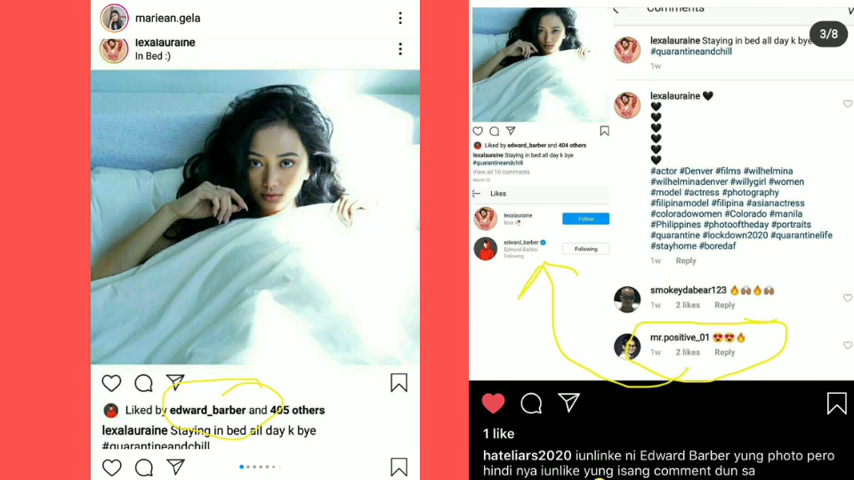 mariean.gela
lexalauraine
In Bed :)
Liked by edward_barber and 405 others
lexalauraine Staying in bed all day k bye
#quarantineandchill
Comments
3/8
lexalauraine Staying in bed all day k bye
#quarantineandchill
1w
Liked by edward_barber and 404 others
lexalauraine Staying in bed all day k bye
#quarantineandchill
View all 10 comments
Likes
lexalauraine
Follow
edward_barber
Edward Barber
Following
Following
lexalauraine 🖤
🖤
🖤
🖤
🖤
🖤
🖤
#actor #Denver #films #wilhelmina
#wilhelminadenver #willygirl #women
#model #actress #photography
#filipinamodel #filipina #asianactress
#coloradowomen #Colorado #manila
#Philippines #photooftheday #portraits
#quarantine #lockdown2020 #quarantinelife
#stayhome #boredaf
1w Reply
smokeydabear123 🔥🙌🏽🔥🙌🏽
1w 2 likes Reply
mr.positive_01 😍😍🔥
1w 2 likes Reply
1 like
hateliars2020 iunlinke ni Edward Barber yung photo pero
hindi nya iunlike yung isang comment dun sa